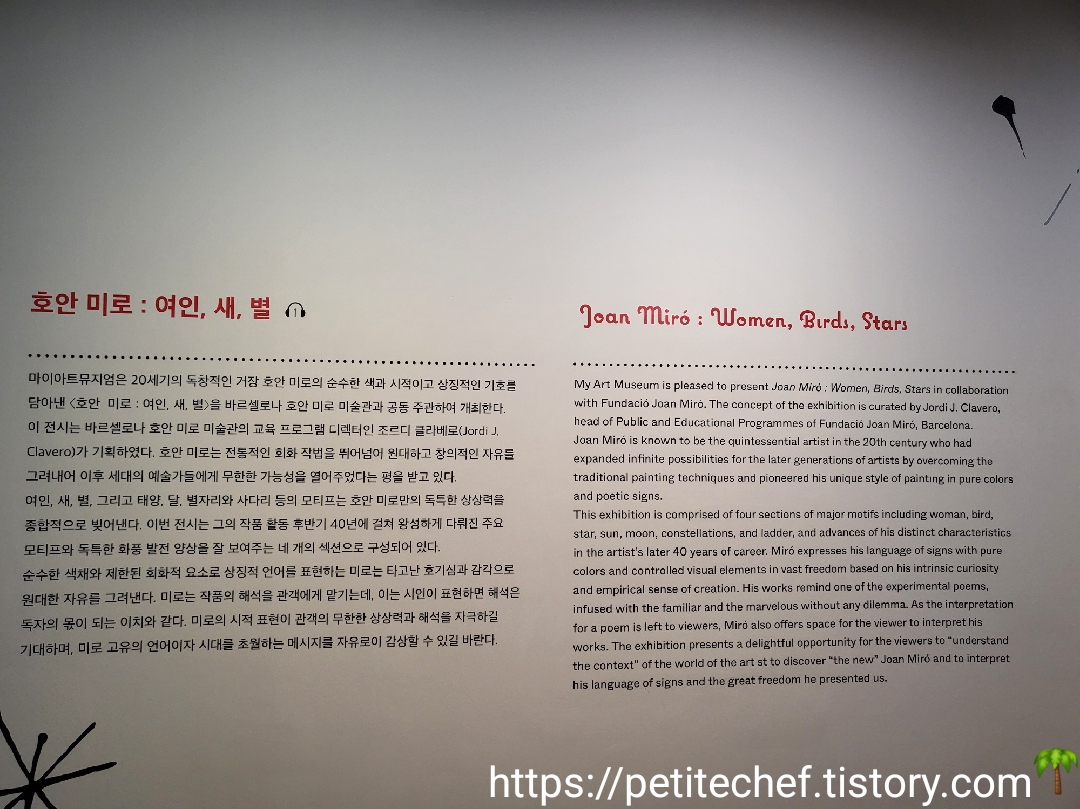 호안 미로 : 여인, 새, 별
1
마이아트뮤지엄은 20세기의 독창적인 거장 호안 미로의 순수한 색과 시적이고 상징적인 기호를
담아낸 〈호안 미로 : 여인, 새, 별〉을 바르셀로나 호안 미로 미술관과 공동 주관하여 개최한다.
이 전시는 바르셀로나 호안 미로 미술관의 교육 프로그램 디렉터인 조르디 클라베로(Jordi J.
Clavero)가 기획하였다. 호안 미로는 전통적인 회화 작법을 뛰어넘어 원대하고 창의적인 자유를
그려내어 이후 세대의 예술가들에게 무한한 가능성을 열어주었다는 평을 받고 있다.
여인, 새, 별, 그리고 태양, 달, 별자리와 사다리 등의 모티프는 호안 미로만의 독특한 상상력을
종합적으로 빚어낸다. 이번 전시는 그의 작품 활동 후반기 40년에 걸쳐 왕성하게 다뤄진 주요
모티프와 독특한 화풍 발전 양상을 잘 보여주는 네 개의 섹션으로 구성되어 있다.
순수한 색채와 제한된 회화적 요소로 상징적 언어를 표현하는 미로는 타고난 호기심과 감각으로
원대한 자유를 그려낸다. 미로는 작품의 해석을 관객에게 맡기는데, 이는 시인이 표현하면 해석은
독자의 몫이 되는 이치와 같다. 미로의 시적 표현이 관객의 무한한 상상력과 해석을 자극하길
기대하며, 미로 고유의 언어이자 시대를 초월하는 메시지를 자유로이 감상할 수 있길 바란다.
Joan Miró : Women, Birds, Stars
My Art Museum is pleased to present Joan Miró : Women, Birds, Stars in collaboration
with Fundació Joan Miró. The concept of the exhibition is curated by Jordi J. Clavero,
head of Public and Educational Programmes of Fundació Joan Miró, Barcelona.
Joan Miró is known to be the quintessential artist in the 20th century who had
expanded infinite possibilities for the later generations of artists by overcoming the
traditional painting techniques and pioneered his unique style of painting in pure colors
and poetic signs.
This exhibition is comprised of four sections of major motifs including woman, bird,
star, sun, moon, constellations, and ladder, and advances of his distinct characteristics
in the artist's later 40 years of career. Miró expresses his language of signs with pure
colors and controlled visual elements in vast freedom based on his intrinsic curiosity
and empirical sense of creation. His works remind one of the experimental poems,
infused with the familiar and the marvelous without any dilemma. As the interpretation
for a poem is left to viewers, Miró also offers space for the viewer to interpret his
works. The exhibition presents a delightful opportunity for the viewers to "understand
the context" of the world of the art st to discover "the new" Joan Miró and to interpret
his language of signs and the great freedom he presented us.
https://petitechef.tistory.com